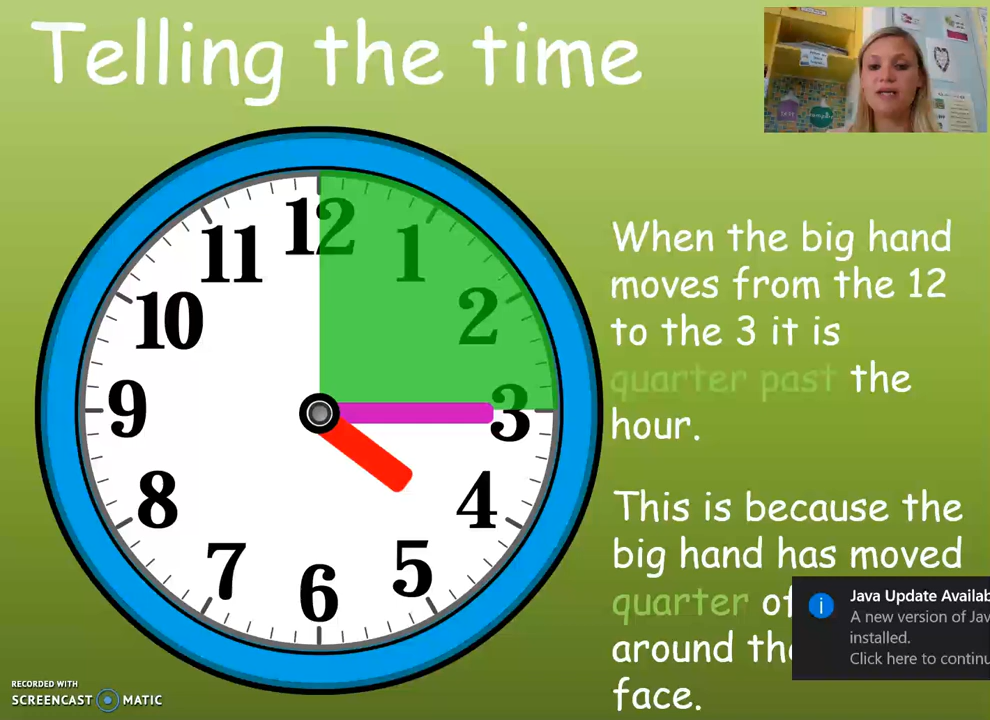 Telling the time
12
1
2
3
4
5
6
7
8
9
10
11
When the big hand
moves from the 12
to the 3 it is
quarter past the
hour.
This is because the
big hand has moved
quarter of
around the
face.
Java Update Availab
A new version of Jav
installed.
Click here to continu
RECORDED WITH
SCREENCAST MATIC